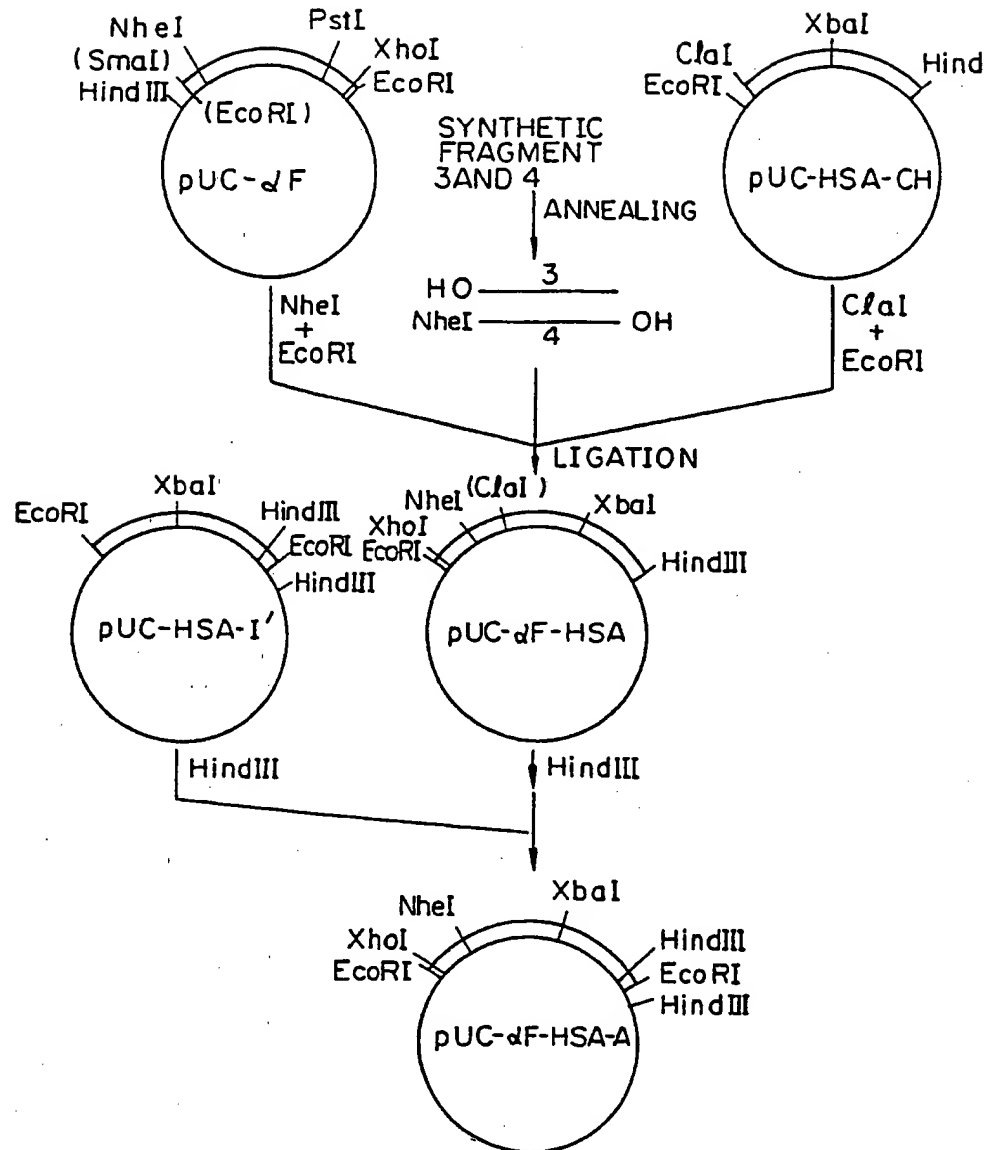 NheI
(SmaI)
HindIII
(EcoRI)
PstI
XhoI
EcoRI
pUC-αF
SYNTHETIC
FRAGMENT
3AND 4
ANNEALING
HO 3
NheI 4 OH
XbaI
ClaI
EcoRI
Hind
pUC-HSA-CH
NheI
+
EcoRI
ClaI
+
EcoRI
LIGATION
EcoRI
XbaI
HindIII
EcoRI
HindIII
pUC-HSA-I'
(ClaI)
NheI
XhoI
EcoRI
XbaI
HindIII
pUC-αF-HSA
HindIII
HindIII
NheI
XhoI
EcoRI
XbaI
HindIII
EcoRI
HindIII
pUC-αF-HSA-A